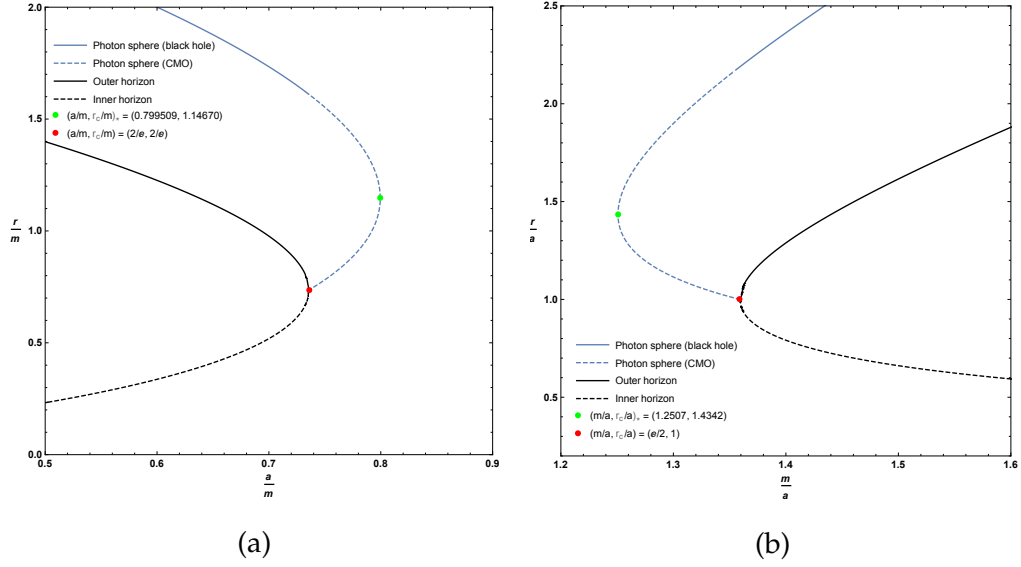 2.0
1.5
1.0
0.5
0.0
0.5
0.6
0.7
0.8
0.9
r
m
a
m
Photon sphere (black hole)
Photon sphere (CMO)
Outer horizon
Inner horizon
(a/m, r_c/m)_* = (0.799509, 1.14670)
(a/m, r_c/m) = (2/e, 2/e)
(a)
2.5
2.0
1.5
1.0
0.5
1.2
1.3
1.4
1.5
1.6
r
a
m
a
Photon sphere (black hole)
Photon sphere (CMO)
Outer horizon
Inner horizon
(m/a, r_c/a)_* = (1.2507, 1.4342)
(m/a, r_c/a) = (e/2, 1)
(b)